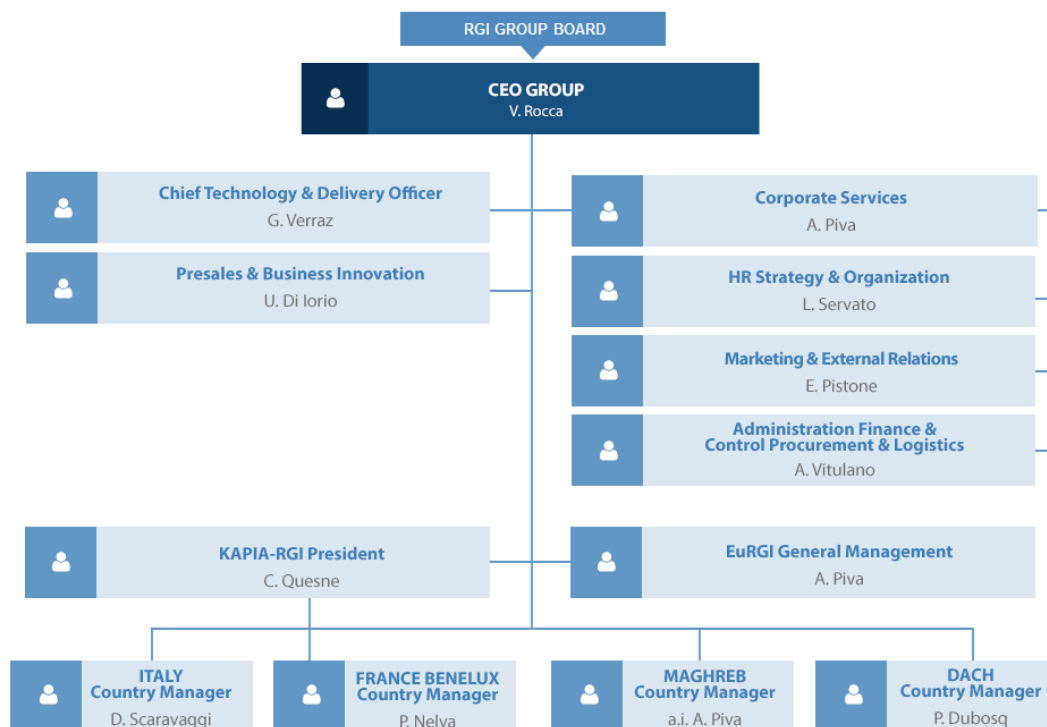 RGI GROUP BOARD
CEO GROUP
V. Rocca
Chief Technology & Delivery Officer
G. Verraz
Corporate Services
A. Piva
Presales & Business Innovation
U. Di Iorio
HR Strategy & Organization
L. Servato
Marketing & External Relations
E. Pistone
Administration Finance &
Control Procurement & Logistics
A. Vitulano
KAPIA-RGI President
C. Quesne
EuRGI General Management
A. Piva
ITALY
Country Manager
D. Scaravaggi
FRANCE BENELUX
Country Manager
P. Nelva
MAGHREB
Country Manager
a.i. A. Piva
DACH
Country Manager
P. Dubosq